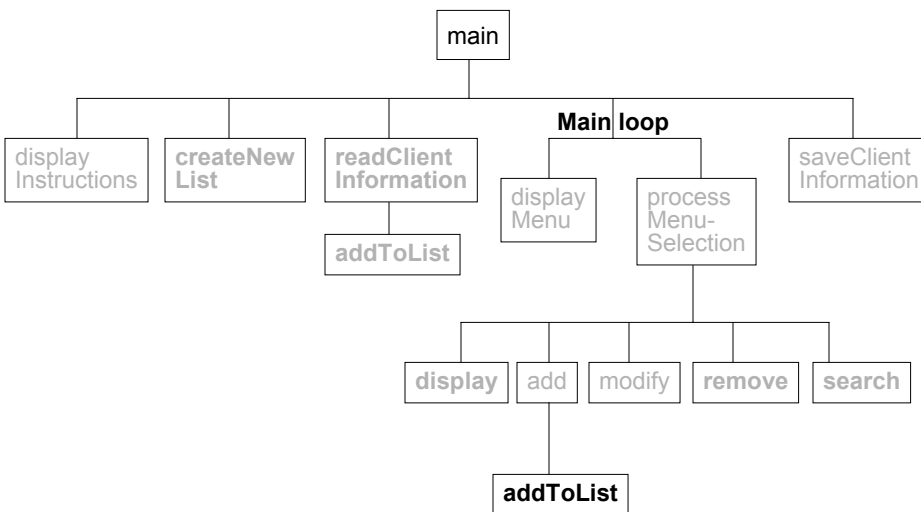 main
Main loop
display
Instructions
createNew
List
readClient
Information
saveClient
Information
display
Menu
process
Menu-
Selection
addToList
display
add
modify
remove
search
addToList